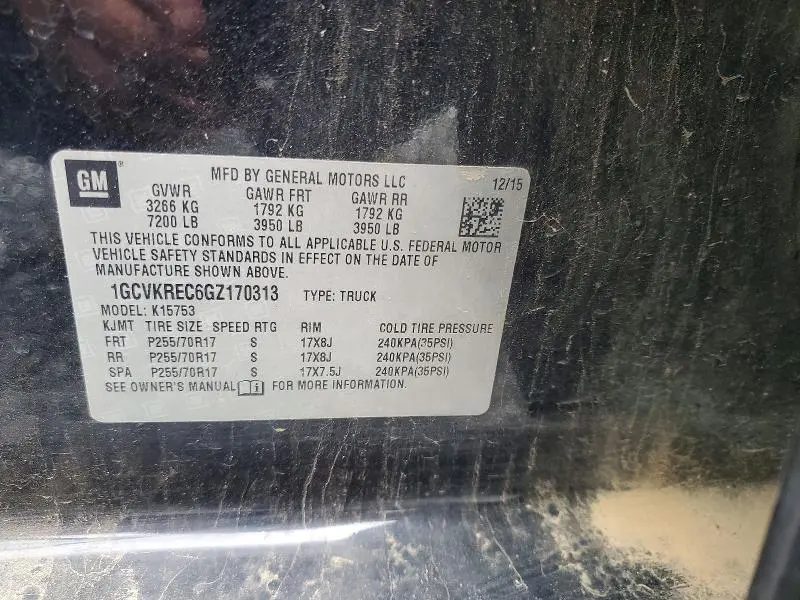 GM ®
MFD BY GENERAL MOTORS LLC 12/15
GVWR GAWR FRT GAWR RR
3266 KG 1792 KG 1792 KG
7200 LB 3950 LB 3950 LB
THIS VEHICLE CONFORMS TO ALL APPLICABLE U.S. FEDERAL MOTOR
VEHICLE SAFETY STANDARDS IN EFFECT ON THE DATE OF
MANUFACTURE SHOWN ABOVE.
1GCVKREC6GZ170313 TYPE: TRUCK
MODEL: K15753
KJMT TIRE SIZE SPEED RTG RIM COLD TIRE PRESSURE
FRT P255/70R17 S 17X8J 240KPA(35PSI)
RR P255/70R17 S 17X8J 240KPA(35PSI)
SPA P255/70R17 S 17X7.5J 240KPA(35PSI)
SEE OWNER'S MANUAL i FOR MORE INFORMATION.